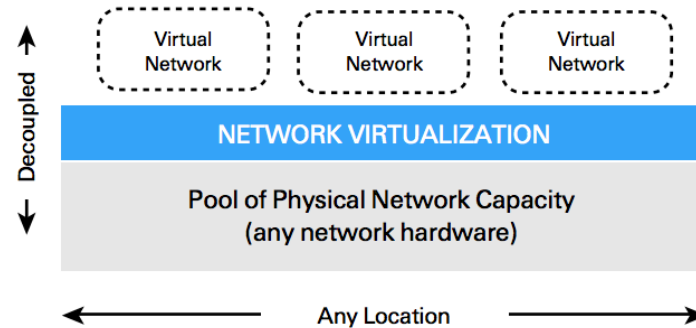 Virtual
Network
Virtual
Network
Virtual
Network
Decoupled
NETWORK VIRTUALIZATION
Pool of Physical Network Capacity
(any network hardware)
Any Location